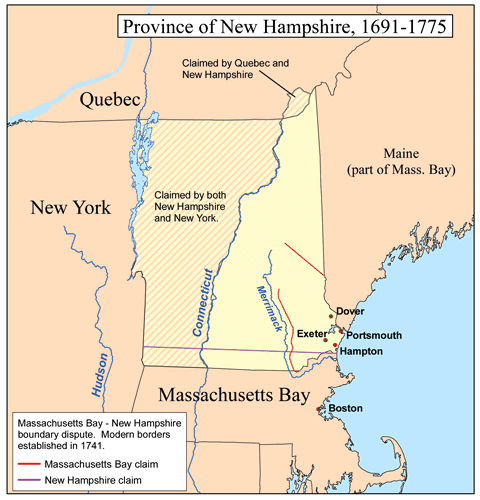 Province of New Hampshire, 1691-1775
Claimed by Quebec and
New Hampshire
Quebec
Maine
(part of Mass. Bay)
Claimed by both
New Hampshire
and New York.
New York
Connecticut
Merrimack
Hudson
Dover
Exeter
Portsmouth
Hampton
Massachusetts Bay
Boston
Massachusetts Bay - New Hampshire
boundary dispute. Modern borders
established in 1741.
Massachusetts Bay claim
New Hampshire claim